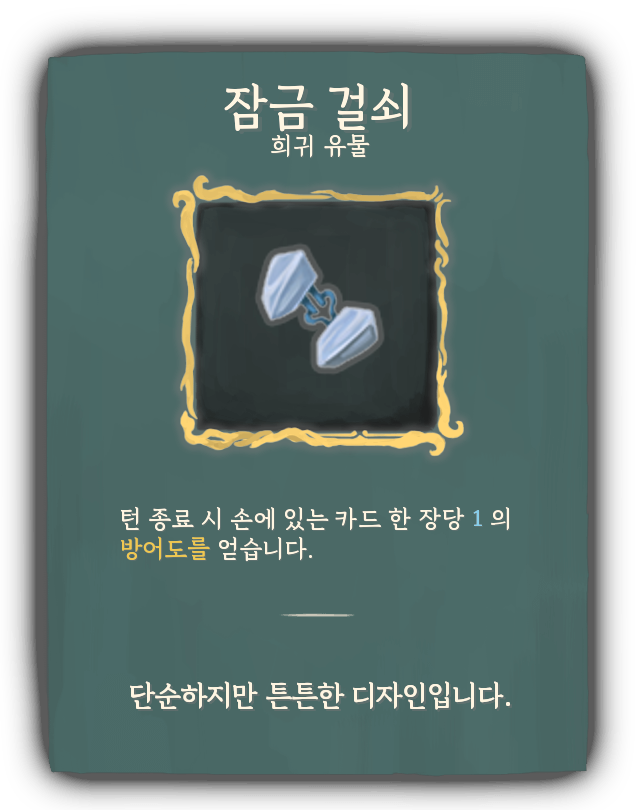 잠금 걸쇠
희귀 유물
턴 종료 시 손에 있는 카드 한 장당 1 의
방어도를 얻습니다.
단순하지만 튼튼한 디자인입니다.